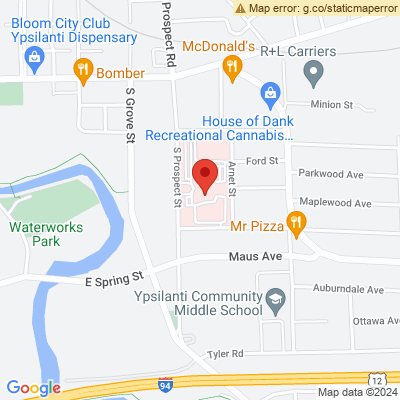 Map error: g.co/staticmaperror
Bloom City Club
Ypsilanti Dispensary
Prospect Rd
McDonald's
R+L Carriers
Bomber
S Grove St
House of Dank
Recreational Cannabis...
Minion St
S Prospect St
Arnet St
Ford St
Parkwood Ave
Maplewood Ave
Waterworks
Park
Mr Pizza
Maus Ave
E Spring St
Ypsilanti Community
Middle School
Auburndale Ave
Ottawa Ave
Tyler Rd
Google
94
12
Map data ©2024